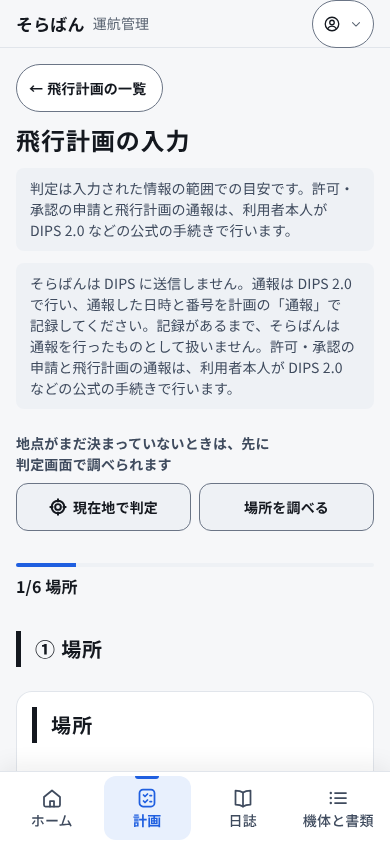 そらばん 運航管理
← 飛行計画の一覧
飛行計画の入力
判定は入力された情報の範囲での目安です。許可・
承認の申請と飛行計画の通報は、利用者本人が
DIPS 2.0 などの公式の手続きで行います。
そらばんは DIPS に送信しません。通報は DIPS 2.0
で行い、通報した日時と番号を計画の「通報」で
記録してください。記録があるまで、そらばんは
通報を行ったものとして扱いません。許可・承認の
申請と飛行計画の通報は、利用者本人が DIPS 2.0
などの公式の手続きで行います。
地点がまだ決まっていないときは、先に
判定画面で調べられます
現在地で判定 場所を調べる
1/6 場所
① 場所
場所
ホーム 計画 日誌 機体と書類